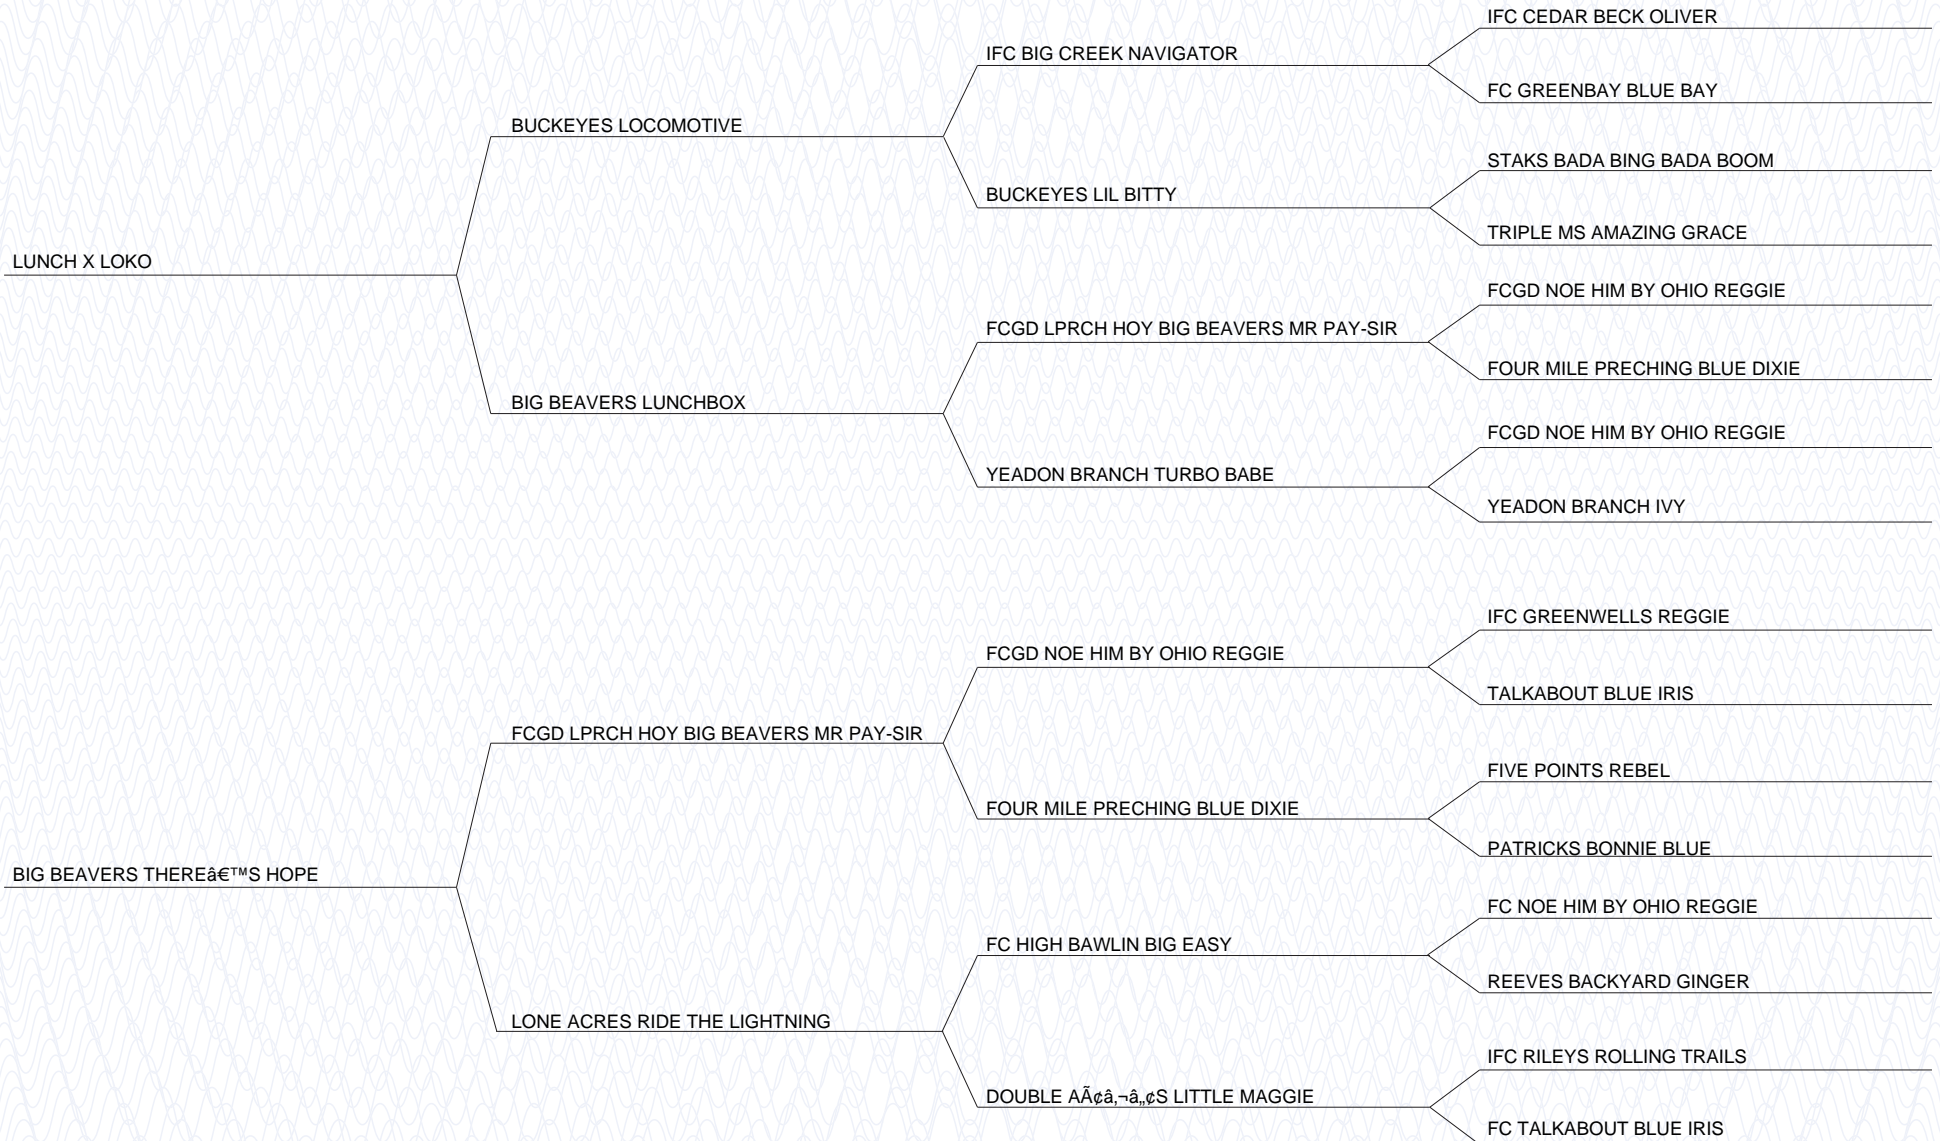 IFC CEDAR BECK OLIVER
IFC BIG CREEK NAVIGATOR
FC GREENBAY BLUE BAY
BUCKEYES LOCOMOTIVE
STAKS BADA BING BADA BOOM
BUCKEYES LIL BITTY
TRIPLE MS AMAZING GRACE
LUNCH X LOKO
FCGD NOE HIM BY OHIO REGGIE
FCGD LPRCH HOY BIG BEAVERS MR PAY-SIR
FOUR MILE PRECHING BLUE DIXIE
BIG BEAVERS LUNCHBOX
FCGD NOE HIM BY OHIO REGGIE
YEADON BRANCH TURBO BABE
YEADON BRANCH IVY
IFC GREENWELLS REGGIE
FCGD NOE HIM BY OHIO REGGIE
TALKABOUT BLUE IRIS
FCGD LPRCH HOY BIG BEAVERS MR PAY-SIR
FIVE POINTS REBEL
FOUR MILE PRECHING BLUE DIXIE
PATRICKS BONNIE BLUE
BIG BEAVERS THEREâ€™S HOPE
FC NOE HIM BY OHIO REGGIE
FC HIGH BAWLIN BIG EASY
REEVES BACKYARD GINGER
LONE ACRES RIDE THE LIGHTNING
IFC RILEYS ROLLING TRAILS
DOUBLE AÃ¢â‚¬â„¢S LITTLE MAGGIE
FC TALKABOUT BLUE IRIS